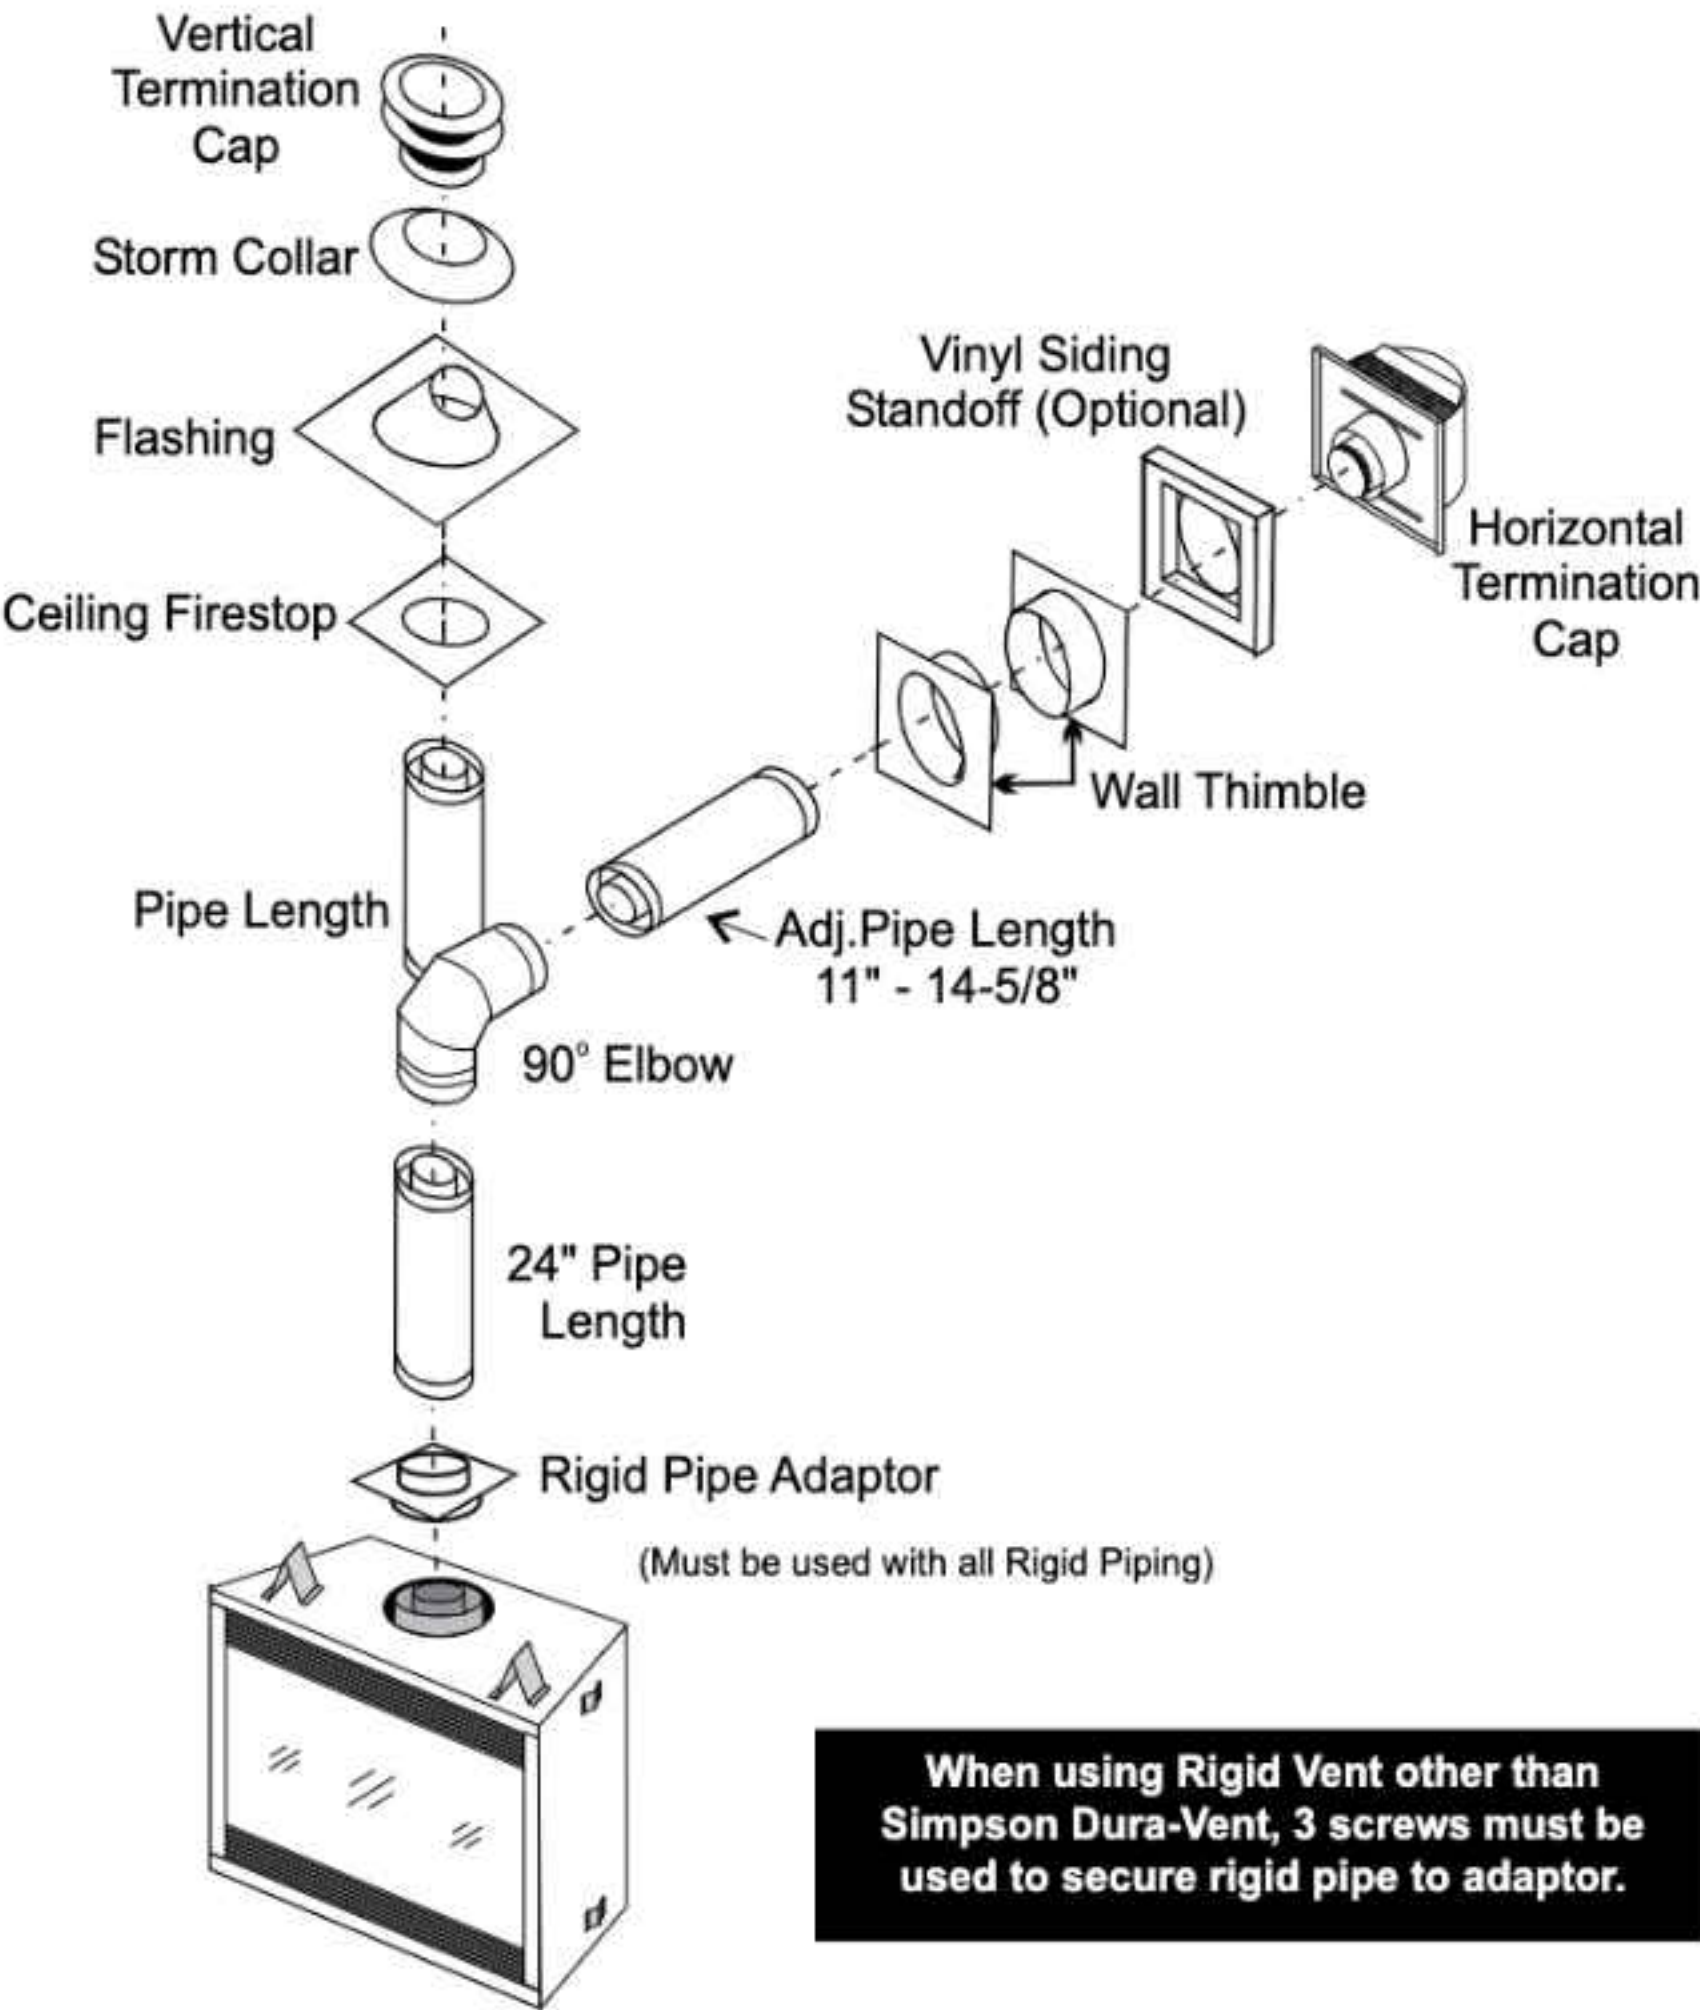 Vertical
Termination
Cap
Storm Collar
Flashing
Ceiling Firestop
Vinyl Siding
Standoff (Optional)
Horizontal
Termination
Cap
Wall Thimble
Pipe Length
Adj.Pipe Length
11" - 14-5/8"
90° Elbow
24" Pipe
Length
Rigid Pipe Adaptor
(Must be used with all Rigid Piping)
When using Rigid Vent other than
Simpson Dura-Vent, 3 screws must be
used to secure rigid pipe to adaptor.